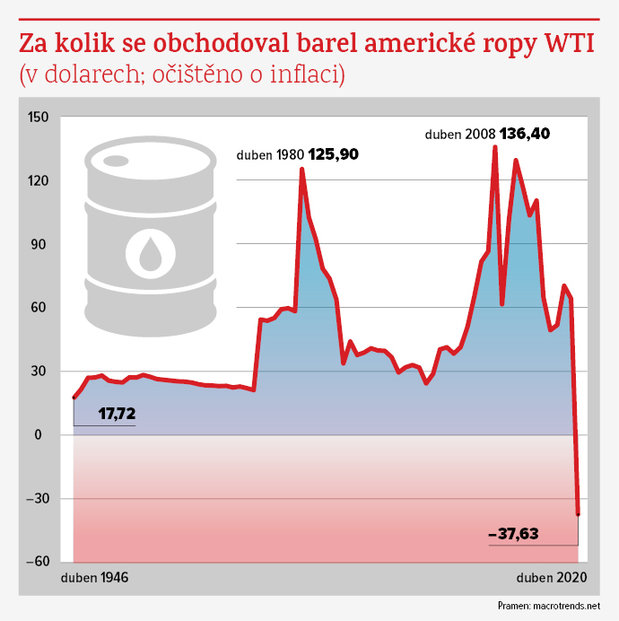 Za kolik se obchodoval barel americké ropy WTI
(v dolarech; očištěno o inflaci)
150
duben 1980 125,90
duben 2008 136,40
120
90
60
30
17,72
0
–30
–37,63
–60
duben 1946
duben 2020
Pramen: macrotrends.net